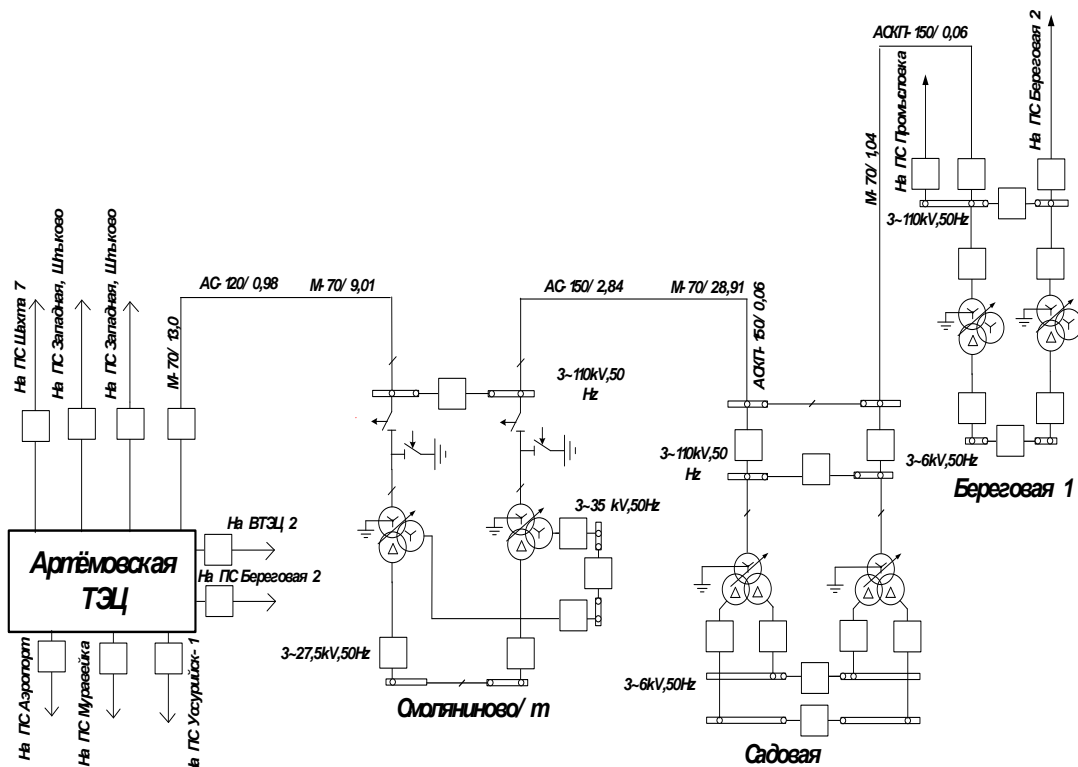 АСКП-150/ 0,06
На ПС Промысловка
На ПС Береговая 2
М-70/ 1,04
3~110kV,50Hz
На ПС Шахта 7
На ПС Западная, Штыково
На ПС Западная, Штыково
М-70/ 13,0
АС-120/ 0,98
М-70/ 9,01
АС-150/ 2,84
М-70/ 28,91
АСКП-150/ 0,06
3~110kV,50
Hz
3~110kV,50
Hz
3~6kV,50Hz
Береговая 1
3~35 kV,50Hz
На ВТЭЦ 2
На ПС Береговая 2
Артёмовская
ТЭЦ
3~27,5kV,50Hz
3~6kV,50Hz
На ПС Аэропорт
На ПС Муравейка
На ПС Уссурийск-1
Смоляниново/ т
Садовая